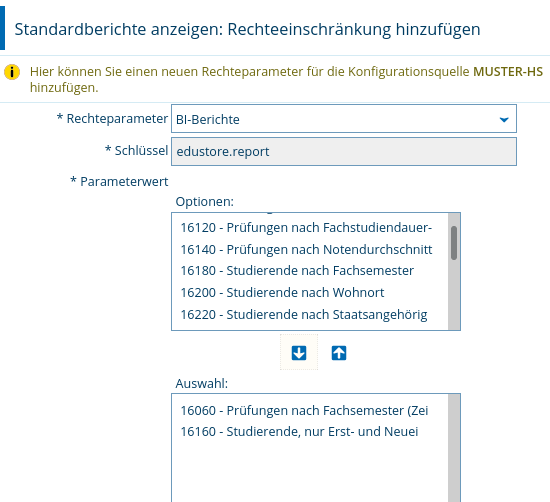 Standardberichte anzeigen: Rechteeinschränkung hinzufügen
Hier können Sie einen neuen Rechteparameter für die Konfigurationsquelle MUSTER-HS
hinzufügen.
* Rechteparameter BI-Berichte
* Schlüssel edustore.report
* Parameterwert
Optionen:
16120 - Prüfungen nach Fachstudiendauer-
16140 - Prüfungen nach Notendurchschnitt
16180 - Studierende nach Fachsemester
16200 - Studierende nach Wohnort
16220 - Studierende nach Staatsangehörig
Auswahl:
16060 - Prüfungen nach Fachsemester (Zei
16160 - Studierende, nur Erst- und Neuei